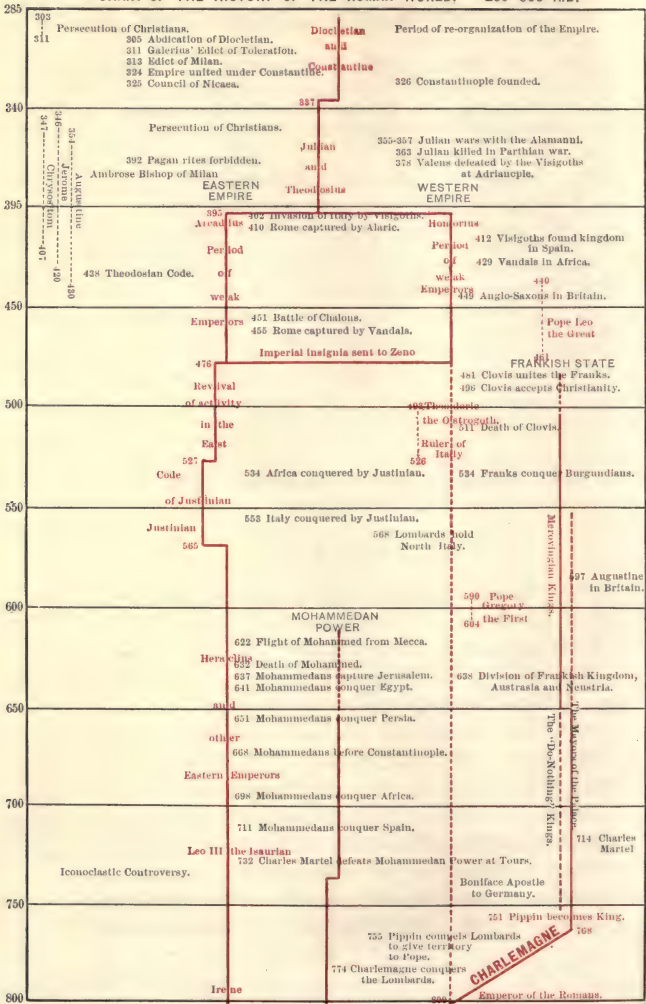 CHART OF THE HISTORY OF THE ROMAN WORLD, 285-800 A.D.
285
303
311
Persecution of Christians.
305 Abdication of Diocletian.
311 Galerius' Edict of Toleration.
313 Edict of Milan.
324 Empire united under Constantine.
325 Council of Nicaea.
Diocletian
and
Constantine
337
Period of re-organization of the Empire.
326 Constantinople founded.
340
347
346
354
Chrysostom
Jerome
Augustine
407
420
430
Persecution of Christians.
392 Pagan rites forbidden.
Ambrose Bishop of Milan
Julian
and
Theodosius
355-357 Julian wars with the Alamanni.
363 Julian killed in Parthian war.
378 Valens defeated by the Visigoths
at Adrianople.
EASTERN
EMPIRE
WESTERN
EMPIRE
395
395
Arcadius
Period
of
weak
Emperors
402 Invasion of Italy by Visigoths.
410 Rome captured by Alaric.
Honorius
Period
of
weak
Emperors
412 Visigoths found kingdom
in Spain.
429 Vandals in Africa.
438 Theodosian Code.
440
449 Anglo-Saxons in Britain.
450
451 Battle of Chalons.
455 Rome captured by Vandals.
Pope Leo
the Great
461
Imperial insignia sent to Zeno
476
FRANKISH STATE
481 Clovis unites the Franks.
496 Clovis accepts Christianity.
Revival
of activity
in the
East
500
493 Theodoric
the Ostrogoth.
Ruler of
Italy
526
511 Death of Clovis.
527
Code
of Justinian
534 Africa conquered by Justinian.
534 Franks conquer Burgundians.
550
Justinian
553 Italy conquered by Justinian.
565
568 Lombards hold
North Italy.
Merovingian Kings.
597 Augustine
in Britain.
590 Pope
Gregory
the First
604
600
MOHAMMEDAN
POWER
622 Flight of Mohammed from Mecca.
Heraclius
632 Death of Mohammed.
637 Mohammedans capture Jerusalem.
641 Mohammedans conquer Egypt.
638 Division of Frankish Kingdom,
Austrasia and Neustria.
and
650
651 Mohammedans conquer Persia.
other
668 Mohammedans before Constantinople.
Eastern Emperors
698 Mohammedans conquer Africa.
The "Do-Nothing" Kings.
The Mayors of the Palace.
700
711 Mohammedans conquer Spain.
714 Charles
Martel
Leo III the Isaurian
732 Charles Martel defeats Mohammedan Power at Tours.
Iconoclastic Controversy.
Boniface Apostle
to Germany.
750
751 Pippin becomes King.
768
755 Pippin compels Lombards
to give territory
to Pope.
CHARLEMAGNE
774 Charlemagne conquers
the Lombards.
Irene
800
800
Emperor of the Romans.